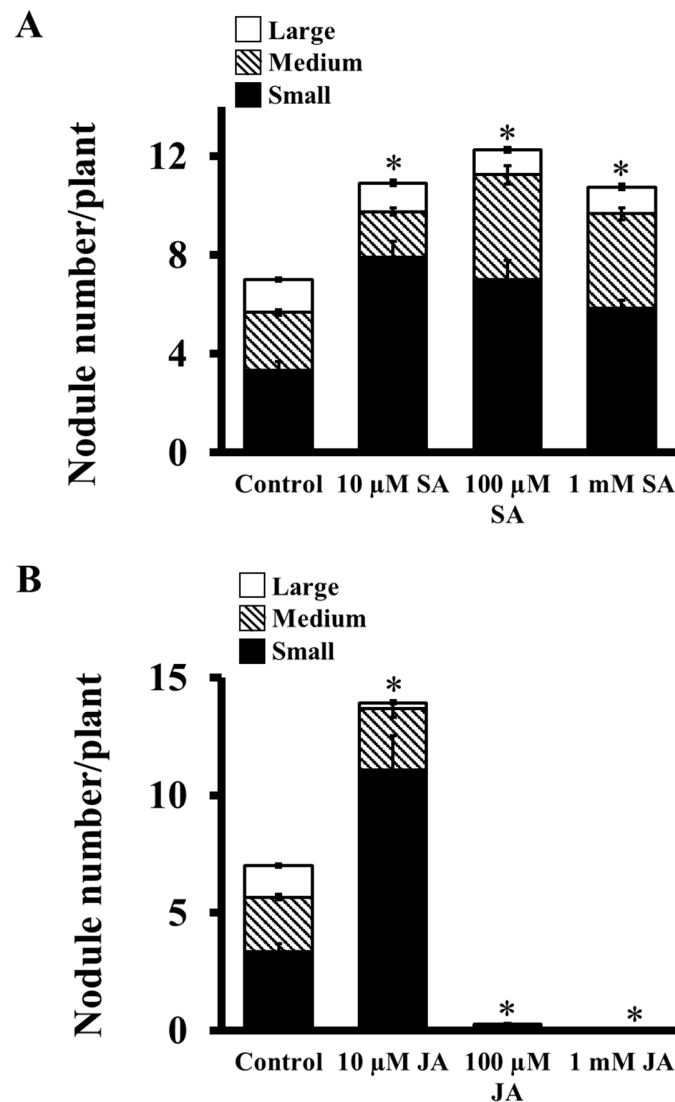 A
Large
Medium
Small
Nodule number/plant
12
8
4
0
* * *
Control 10 µM SA 100 µM SA 1 mM SA
B
Large
Medium
Small
Nodule number/plant
15
10
5
0
* * *
Control 10 µM JA 100 µM JA 1 mM JA